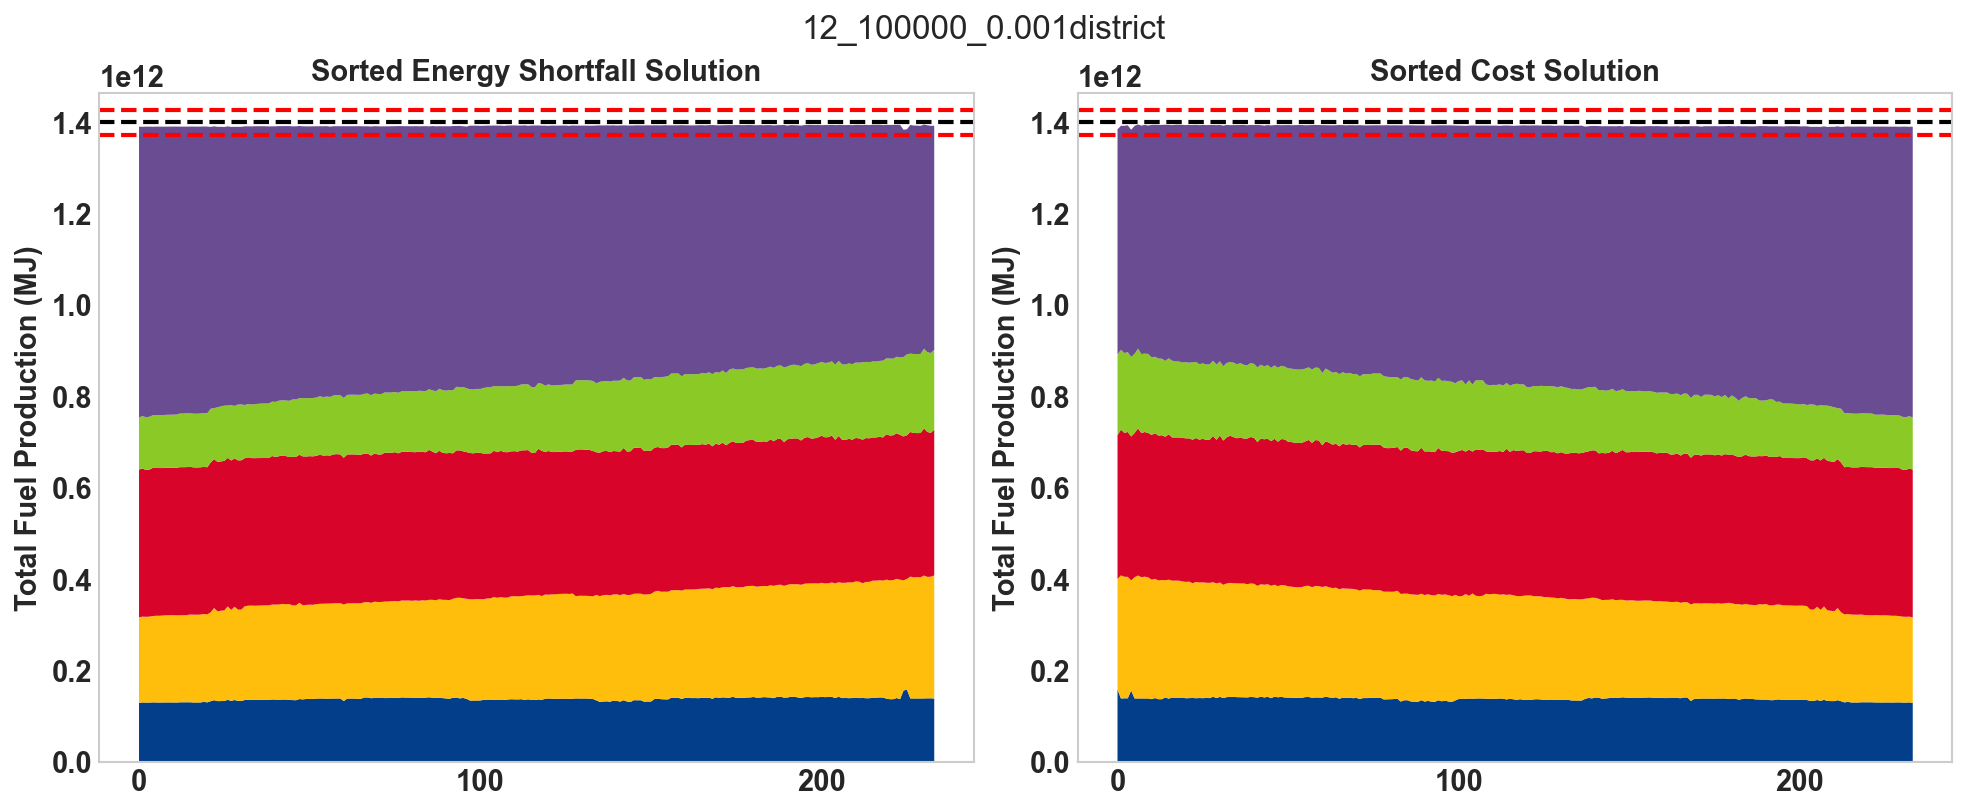 12_100000_0.001district
Sorted Energy Shortfall Solution
1e12
Total Fuel Production (MJ)
1.4
1.2
1.0
0.8
0.6
0.4
0.2
0.0
0 100 200
Sorted Cost Solution
1e12
Total Fuel Production (MJ)
1.4
1.2
1.0
0.8
0.6
0.4
0.2
0.0
0 100 200